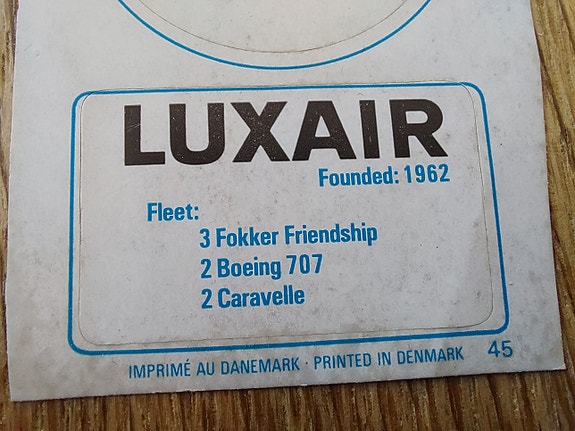 LUXAIR
Founded: 1962
Fleet:
3 Fokker Friendship
2 Boeing 707
2 Caravelle
IMPRIMÉ AU DANEMARK · PRINTED IN DENMARK 45